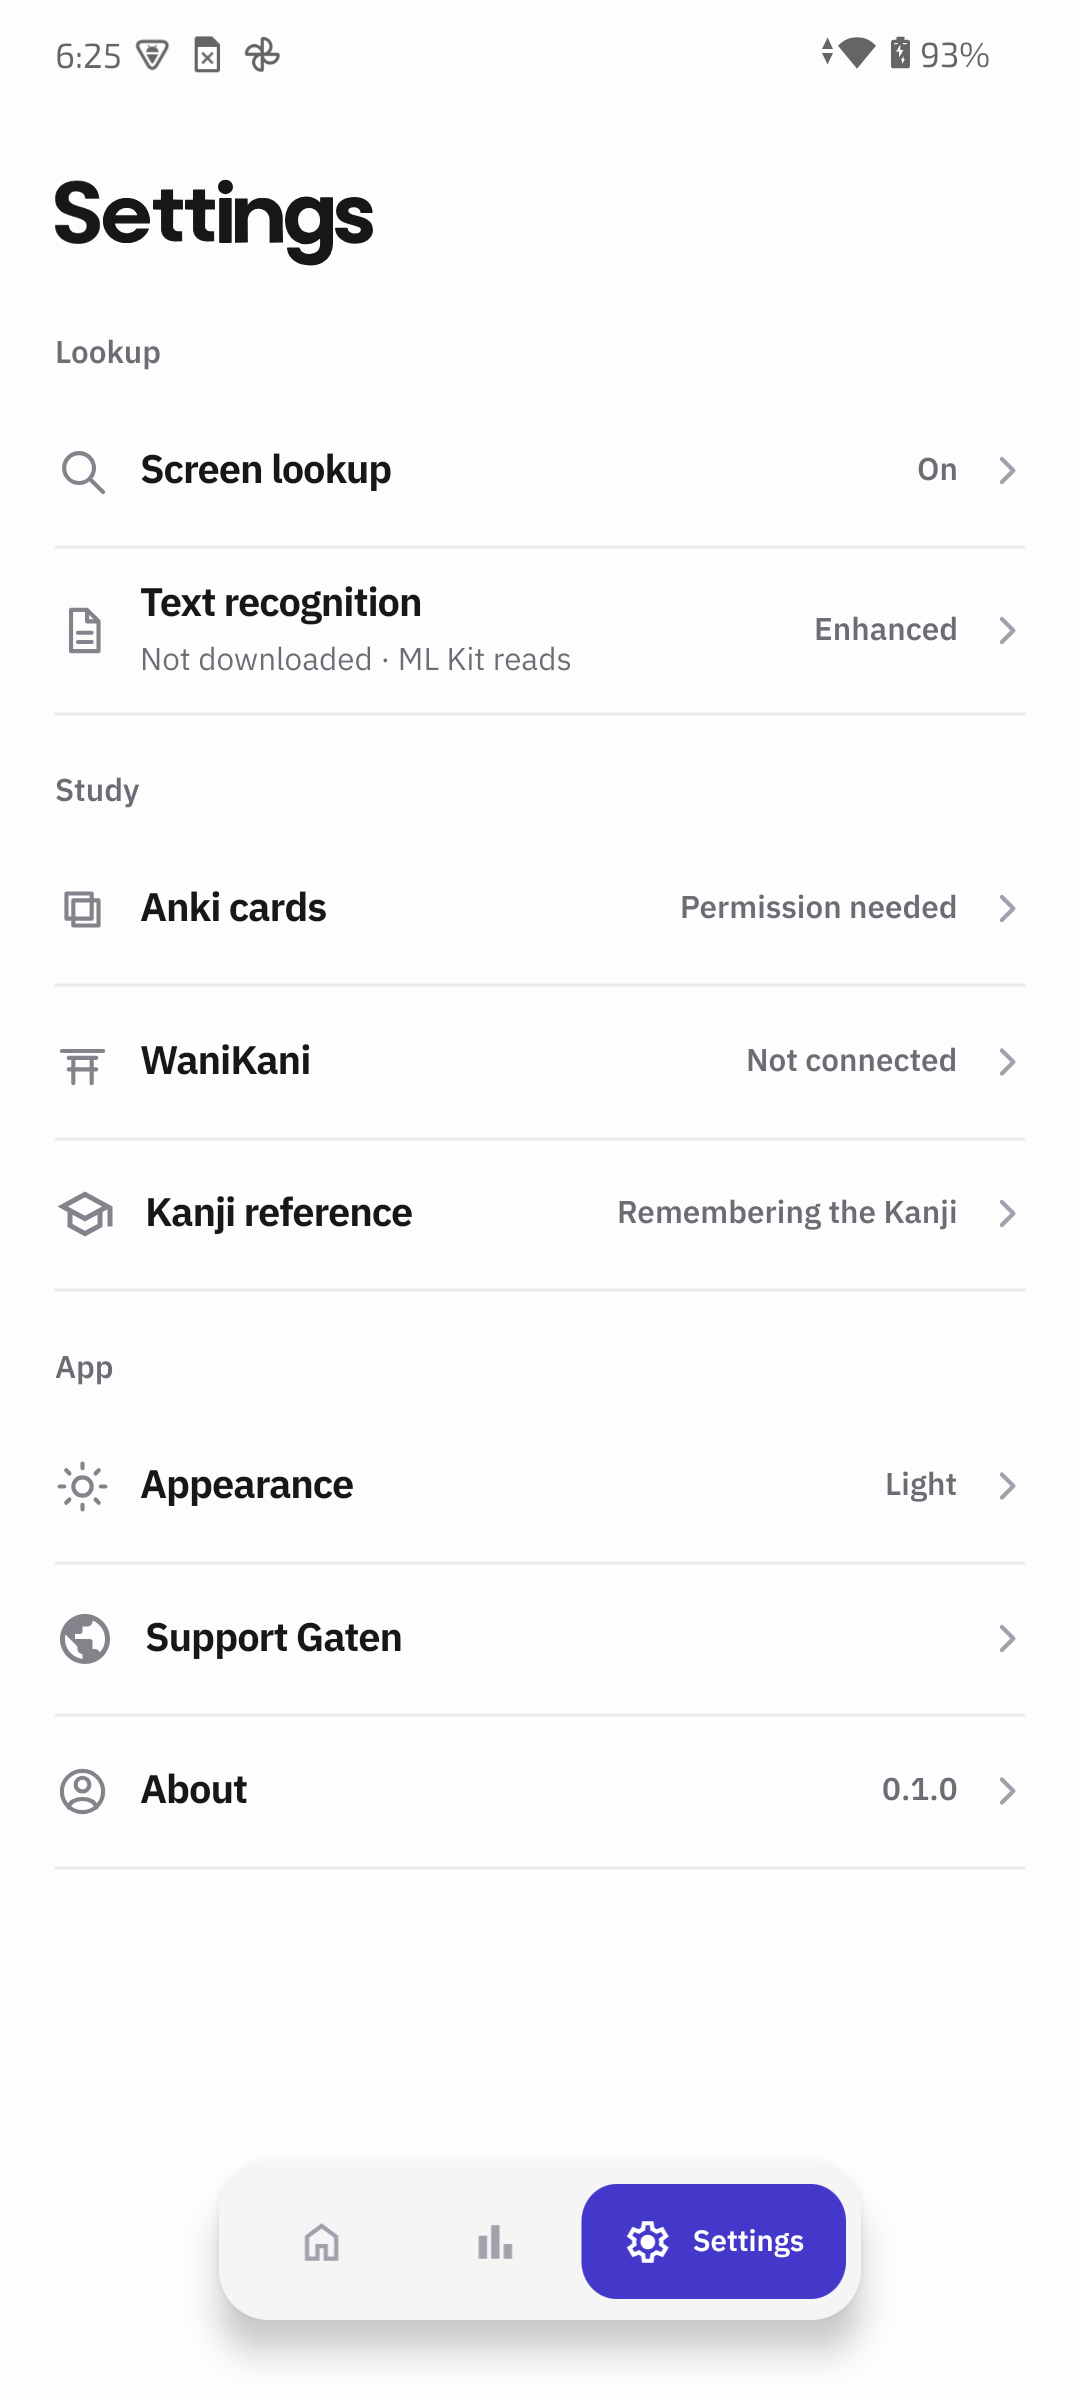 6:25
93%
Settings
Lookup
Screen lookup
On
Text recognition
Not downloaded · ML Kit reads
Enhanced
Study
Anki cards
Permission needed
WaniKani
Not connected
Kanji reference
Remembering the Kanji
App
Appearance
Light
Support Gaten
About
0.1.0
Settings